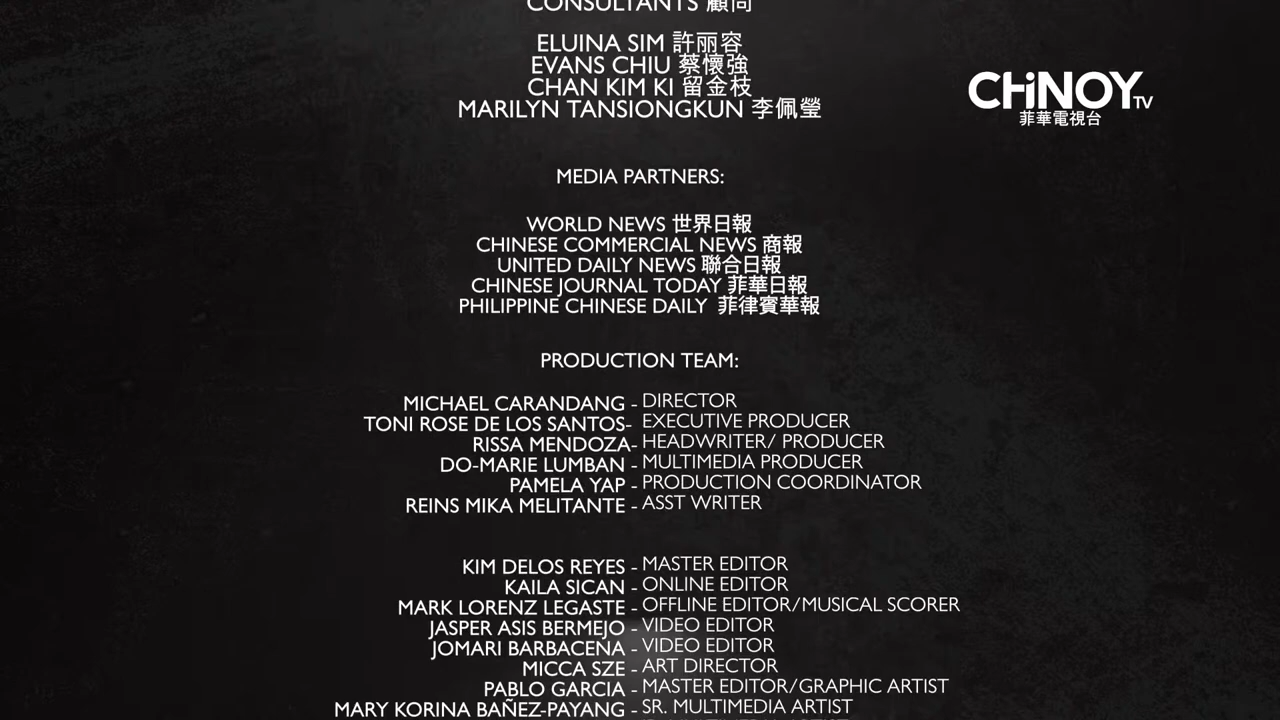 CONSULTANTS 顧問
ELUINA SIM 許丽容
EVANS CHIU 蔡懷強
CHAN KIM KI 留金枝
MARILYN TANSIONGKUN 李佩瑩
CHiNOY TV
菲華電視台
MEDIA PARTNERS:
WORLD NEWS 世界日報
CHINESE COMMERCIAL NEWS 商報
UNITED DAILY NEWS 聯合日報
CHINESE JOURNAL TODAY 菲華日報
PHILIPPINE CHINESE DAILY 菲律賓華報
PRODUCTION TEAM:
MICHAEL CARANDANG - DIRECTOR
TONI ROSE DE LOS SANTOS- EXECUTIVE PRODUCER
RISSA MENDOZA- HEADWRITER/ PRODUCER
DO-MARIE LUMBAN - MULTIMEDIA PRODUCER
PAMELA YAP - PRODUCTION COORDINATOR
REINS MIKA MELITANTE - ASST WRITER
KIM DELOS REYES - MASTER EDITOR
KAILA SICAN - ONLINE EDITOR
MARK LORENZ LEGASTE - OFFLINE EDITOR/MUSICAL SCORER
JASPER ASIS BERMEJO - VIDEO EDITOR
JOMARI BARBACENA - VIDEO EDITOR
MICCA SZE - ART DIRECTOR
PABLO GARCIA - MASTER EDITOR/GRAPHIC ARTIST
MARY KORINA BAÑEZ-PAYANG - SR. MULTIMEDIA ARTIST